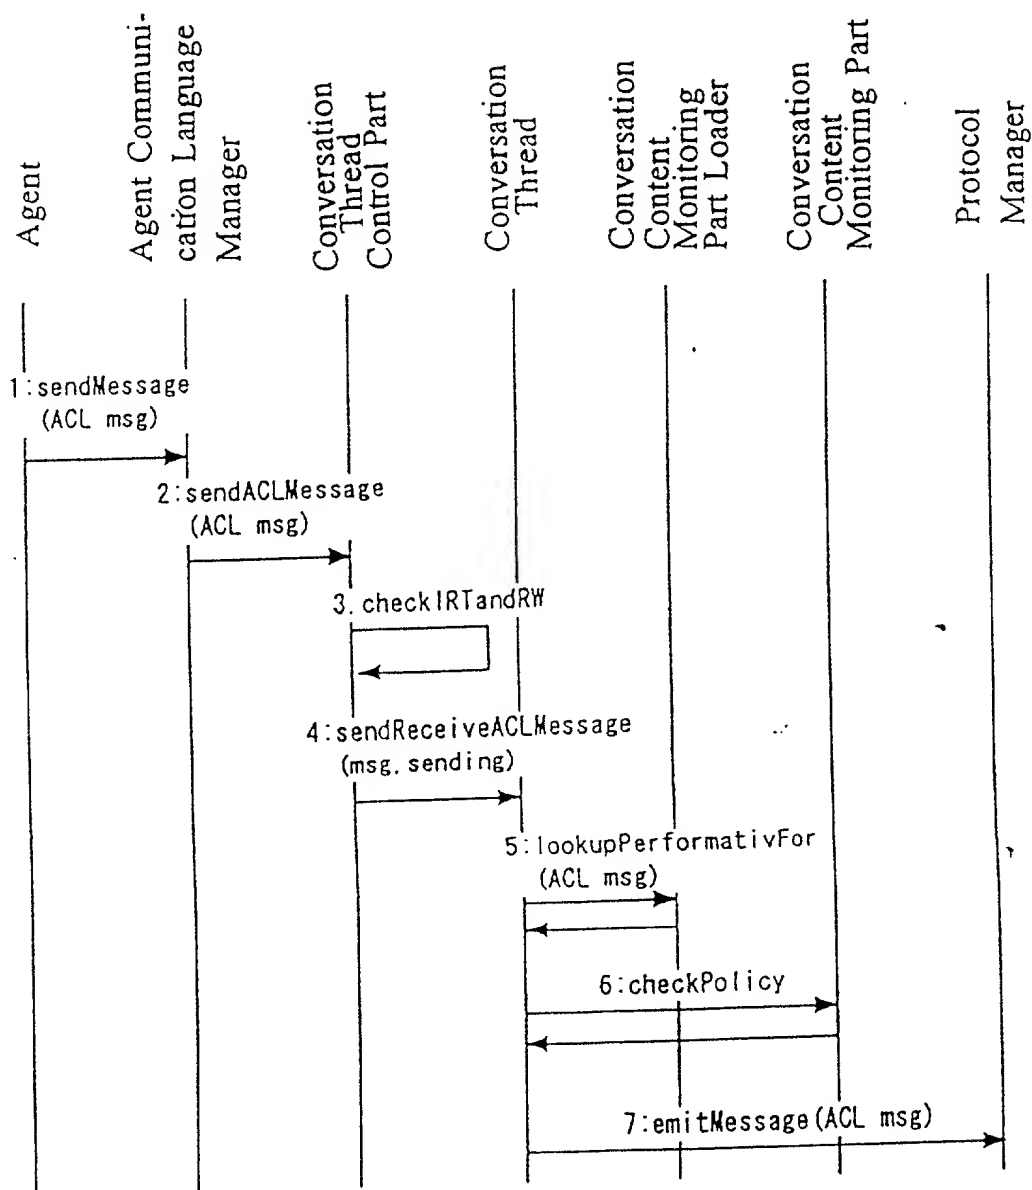 Agent
Agent Communi-
cation Language
Manager
Conversation
Thread
Control Part
Conversation
Thread
Conversation
Content
Monitoring
Part Loader
Conversation
Content
Monitoring Part
Protocol
Manager
1:sendMessage
(ACL msg)
2:sendACLMessage
(ACL msg)
3.checkIRTandRW
4:sendReceiveACLMessage
(msg.sending)
5:lookupPerformativFor
(ACL msg)
6:checkPolicy
7:emitMessage(ACL msg)